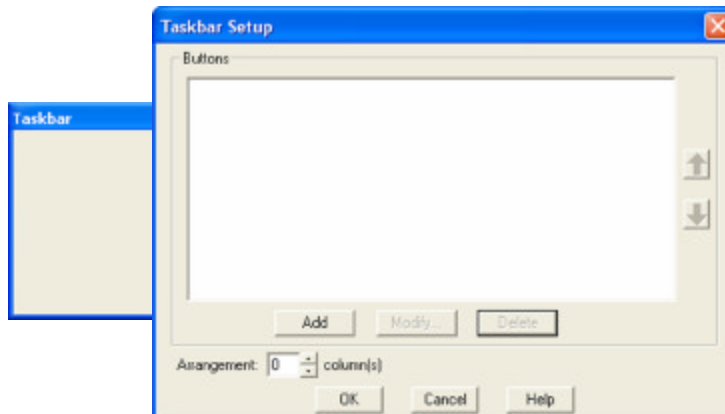 Taskbar Setup
Buttons
Taskbar
Add Modify... Delete
Arrangement: 0 column(s)
OK Cancel Help